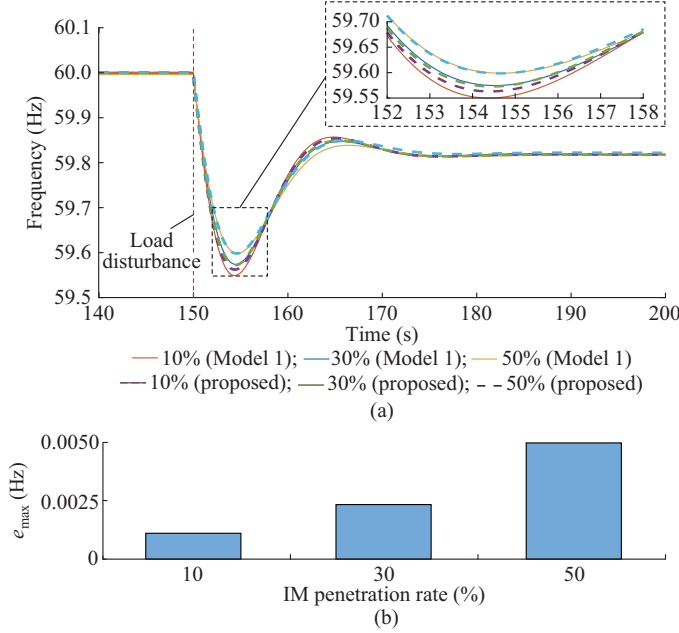 60.1
60.0
59.9
59.8
59.7
59.6
59.5
Frequency (Hz)
59.70
59.65
59.60
59.55
152 153 154 155 156 157 158
Load
disturbance
140 150 160 170 180 190 200
Time (s)
10% (Model 1); 30% (Model 1); 50% (Model 1)
10% (proposed); 30% (proposed); 50% (proposed)
(a)
0.0050
0.0025
0
e_max (Hz)
10 30 50
IM penetration rate (%)
(b)